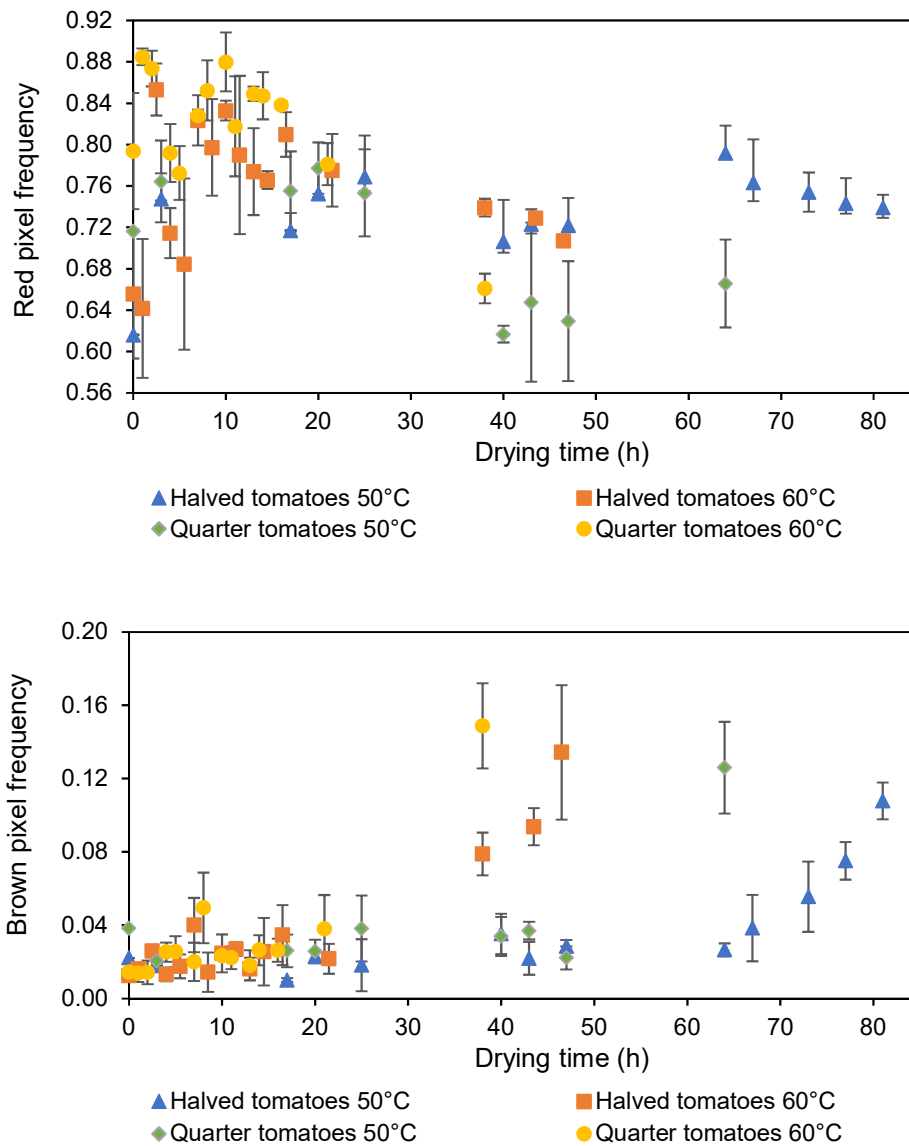 0.92
0.88
0.84
0.80
0.76
0.72
0.68
0.64
0.60
0.56
Red pixel frequency
0 10 20 30 40 50 60 70 80
Drying time (h)
Halved tomatoes 50°C Halved tomatoes 60°C
Quarter tomatoes 50°C Quarter tomatoes 60°C
0.20
0.16
0.12
0.08
0.04
0.00
Brown pixel frequency
0 10 20 30 40 50 60 70 80
Drying time (h)
Halved tomatoes 50°C Halved tomatoes 60°C
Quarter tomatoes 50°C Quarter tomatoes 60°C